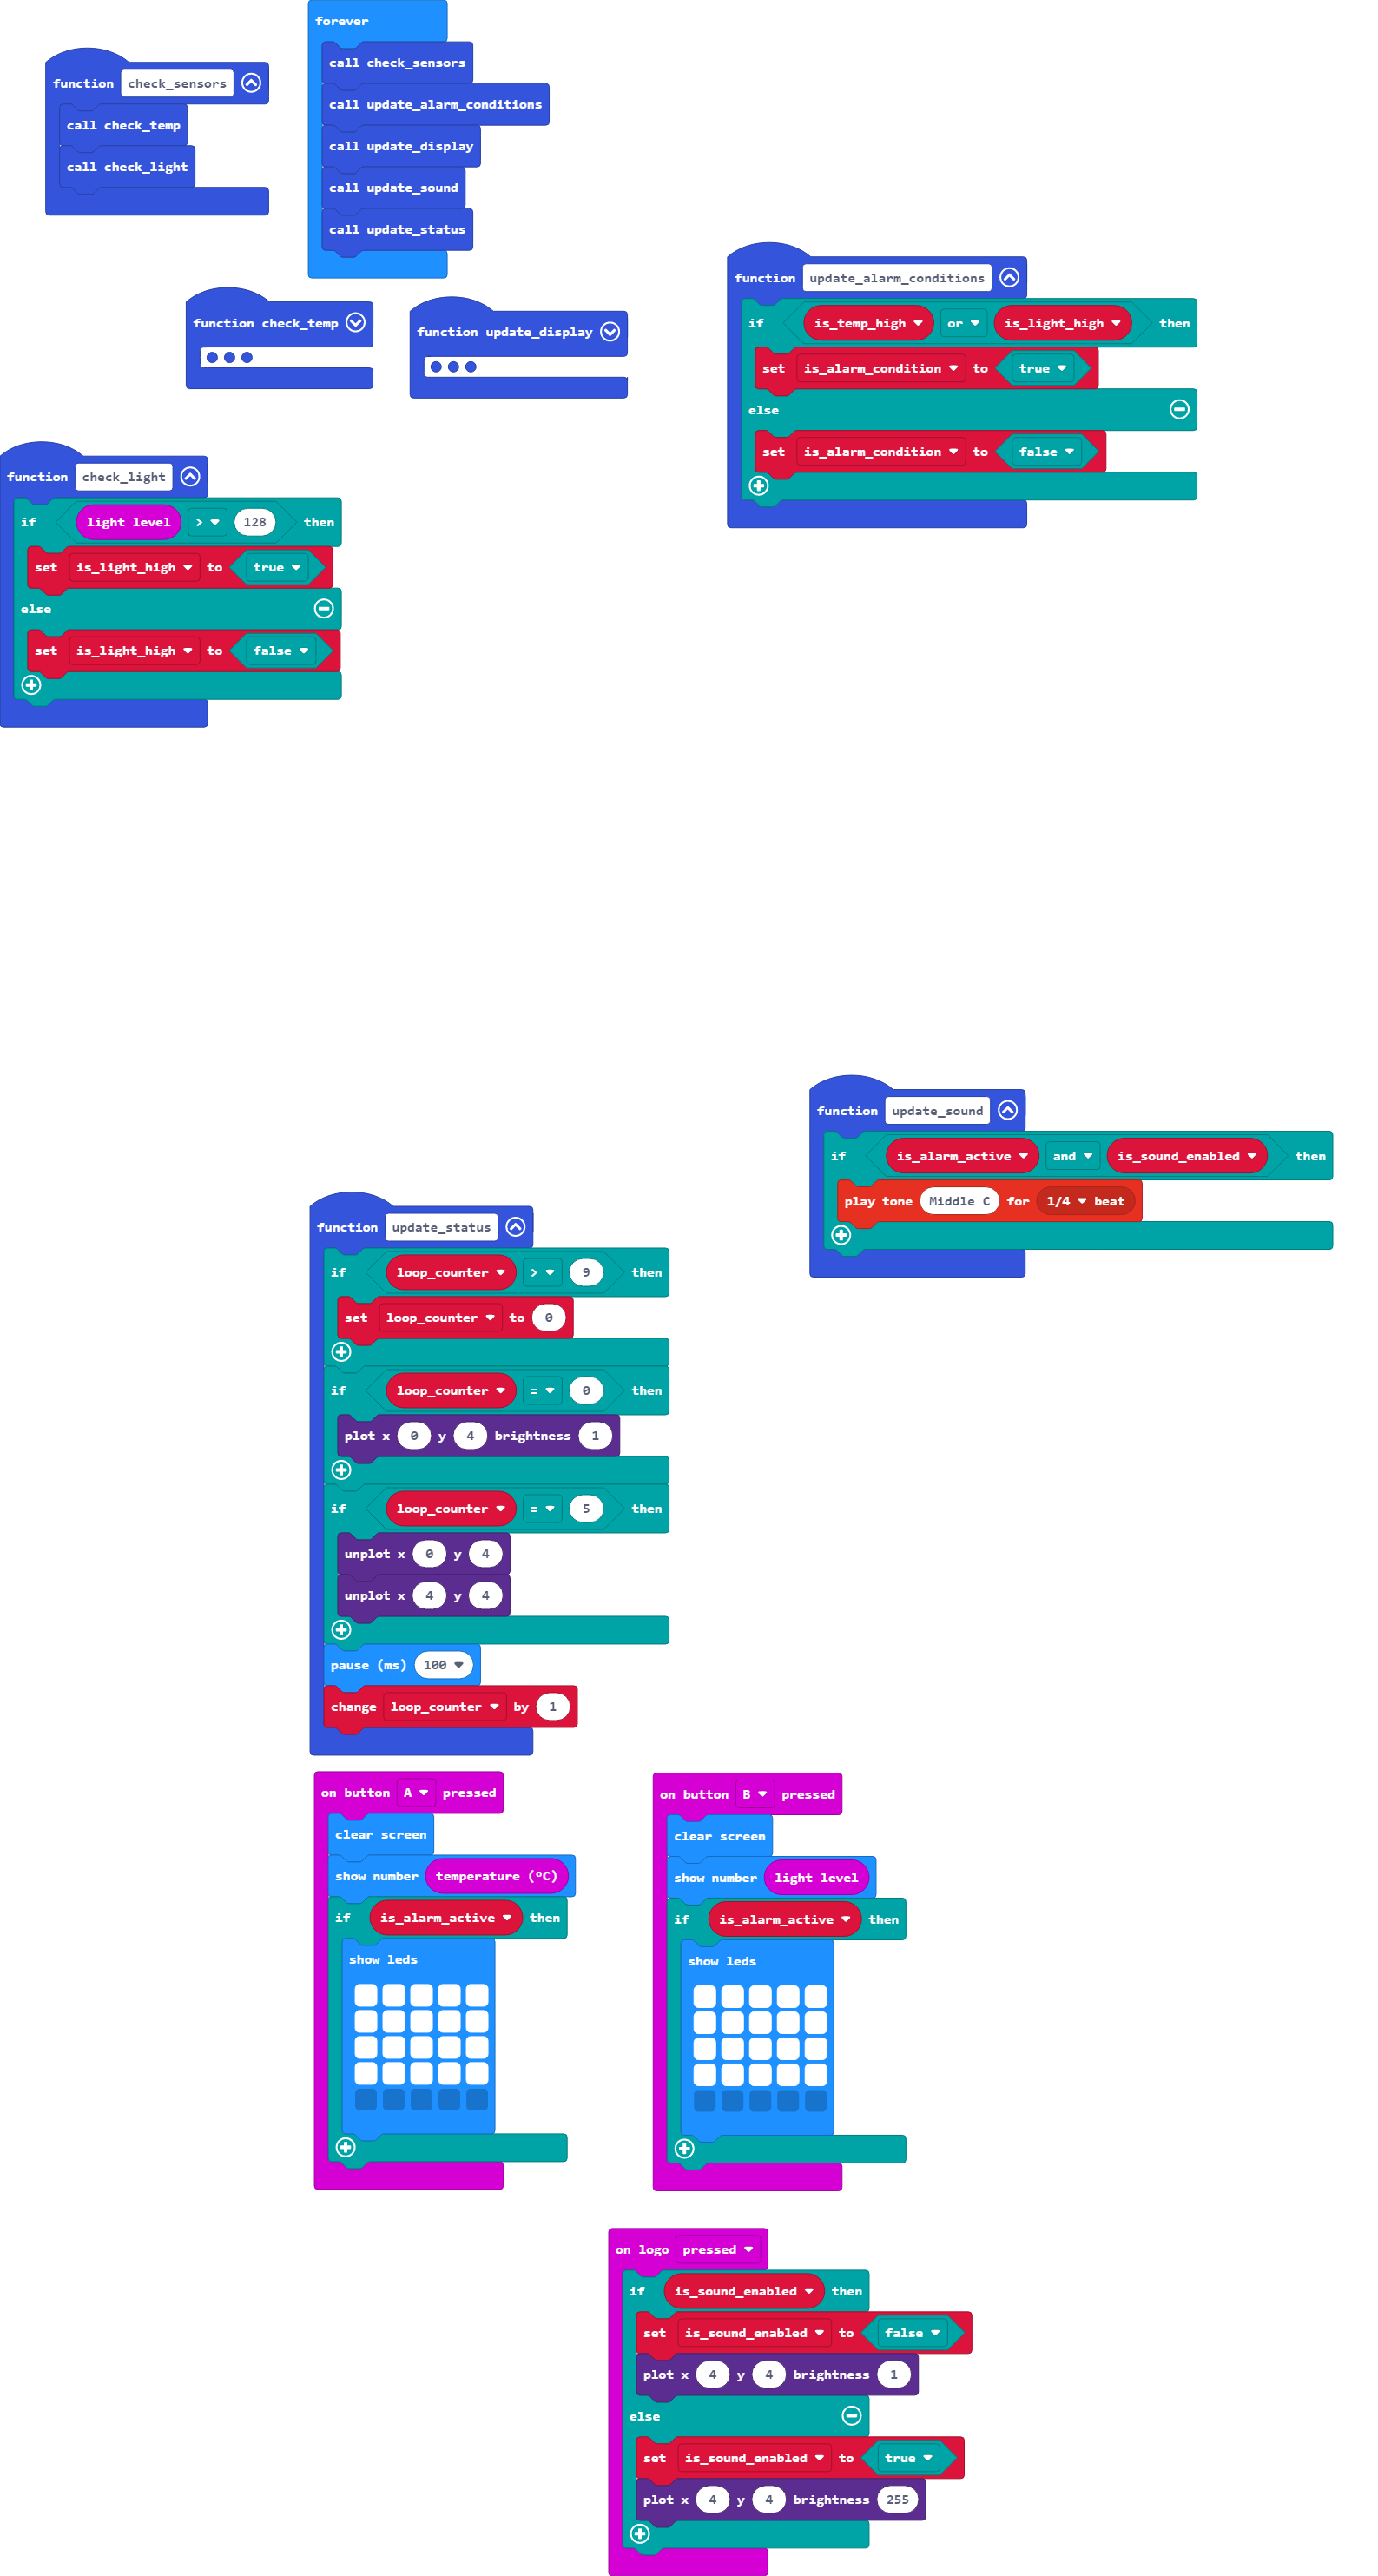 forever
call check_sensors
call update_alarm_conditions
call update_display
call update_sound
call update_status
function check_sensors
call check_temp
call check_light
function check_temp
function update_display
function update_alarm_conditions
if is_temp_high or is_light_high then
set is_alarm_condition to true
else
set is_alarm_condition to false
function check_light
if light level > 128 then
set is_light_high to true
else
set is_light_high to false
function update_sound
if is_alarm_active and is_sound_enabled then
play tone Middle C for 1/4 beat
function update_status
if loop_counter > 9 then
set loop_counter to 0
if loop_counter = 0 then
plot x 0 y 4 brightness 1
if loop_counter = 5 then
unplot x 0 y 4
unplot x 4 y 4
pause (ms) 100
change loop_counter by 1
on button A pressed
clear screen
show number temperature (ºC)
if is_alarm_active then
show leds
on button B pressed
clear screen
show number light level
if is_alarm_active then
show leds
on logo pressed
if is_sound_enabled then
set is_sound_enabled to false
plot x 4 y 4 brightness 1
else
set is_sound_enabled to true
plot x 4 y 4 brightness 255